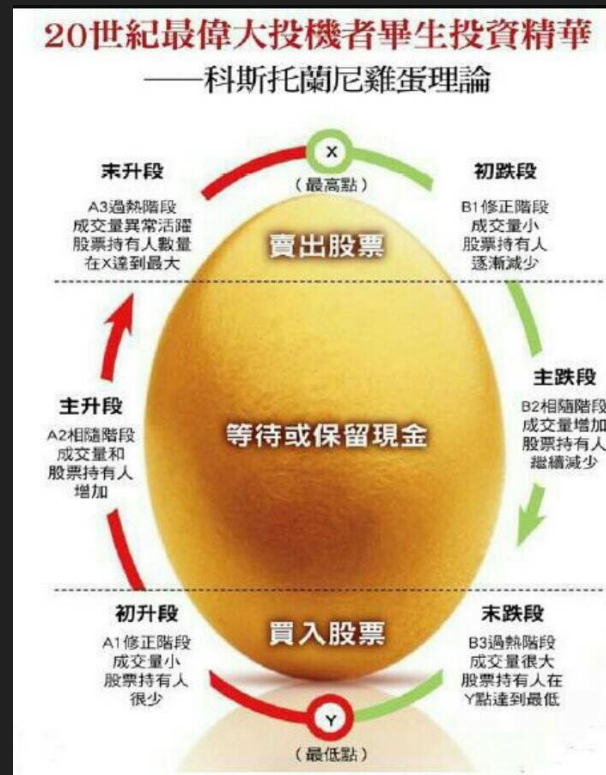 20世紀最偉大投機者畢生投資精華
——科斯托蘭尼雞蛋理論
X
(最高點)
末升段
A3過熱階段
成交量異常活躍
股票持有人數量
在X達到最大
初跌段
B1修正階段
成交量小
股票持有人
逐漸減少
賣出股票
主升段
A2相隨階段
成交量和
股票持有人
增加
等待或保留現金
主跌段
B2相隨階段
成交量增加
股票持有人
繼續減少
初升段
A1修正階段
成交量小
股票持有人
很少
買入股票
末跌段
B3過熱階段
成交量很大
股票持有人在
Y點達到最低
Y
(最低點)